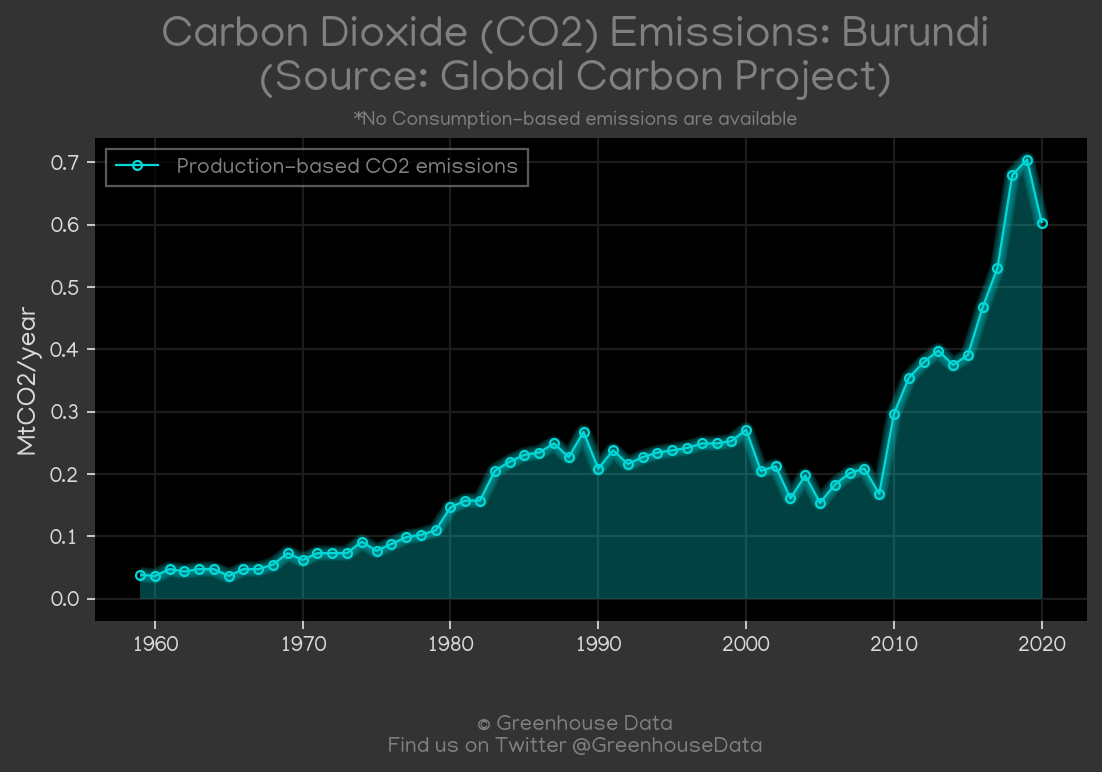 Carbon Dioxide (CO2) Emissions: Burundi
(Source: Global Carbon Project)
*No Consumption-based emissions are available
Production-based CO2 emissions
MtCO2/year
0.7
0.6
0.5
0.4
0.3
0.2
0.1
0.0
1960 1970 1980 1990 2000 2010 2020
© Greenhouse Data
Find us on Twitter @GreenhouseData